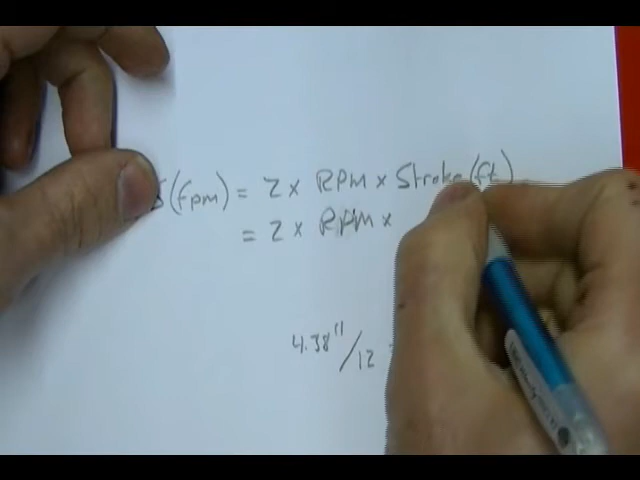 (fpm) = 2 x RPM x Stroke (ft)
= 2 x RPM x
4.38"/12